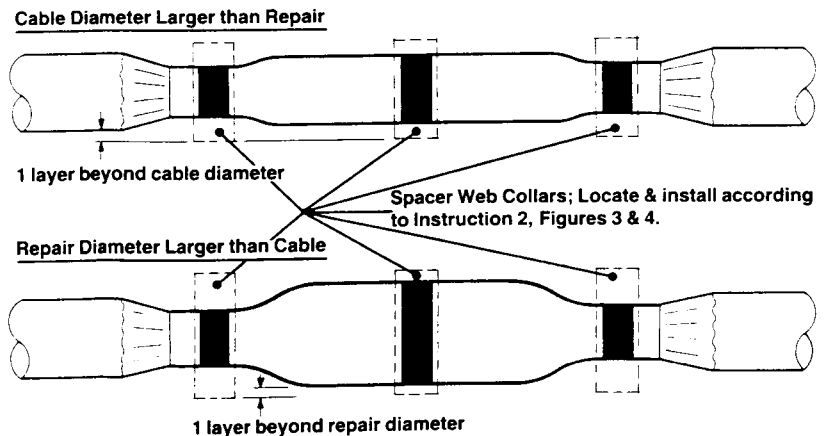 Cable Diameter Larger than Repair
1 layer beyond cable diameter
Spacer Web Collars; Locate & install according
to Instruction 2, Figures 3 & 4.
Repair Diameter Larger than Cable
1 layer beyond repair diameter